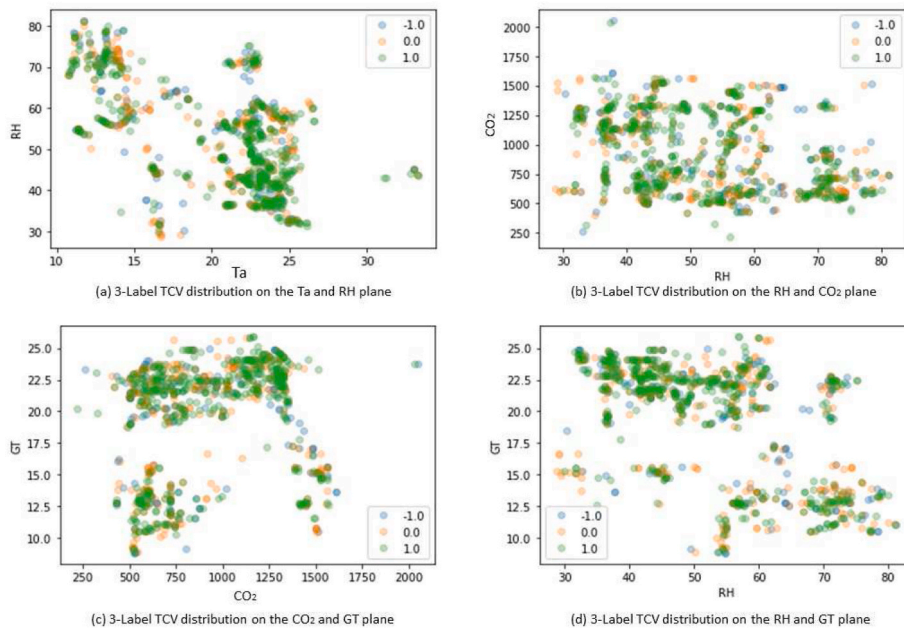 80
70
60
50
40
30
RH
10 15 20 25 30
Ta
-1.0
0.0
1.0
(a) 3-Label TCV distribution on the Ta and RH plane
2000
1750
1500
1250
1000
750
500
250
CO₂
30 40 50 60 70 80
RH
-1.0
0.0
1.0
(b) 3-Label TCV distribution on the RH and CO₂ plane
25.0
22.5
20.0
17.5
15.0
12.5
10.0
GT
250 500 750 1000 1250 1500 1750 2000
CO₂
-1.0
0.0
1.0
(c) 3-Label TCV distribution on the CO₂ and GT plane
25.0
22.5
20.0
17.5
15.0
12.5
10.0
GT
30 40 50 60 70 80
RH
-1.0
0.0
1.0
(d) 3-Label TCV distribution on the RH and GT plane